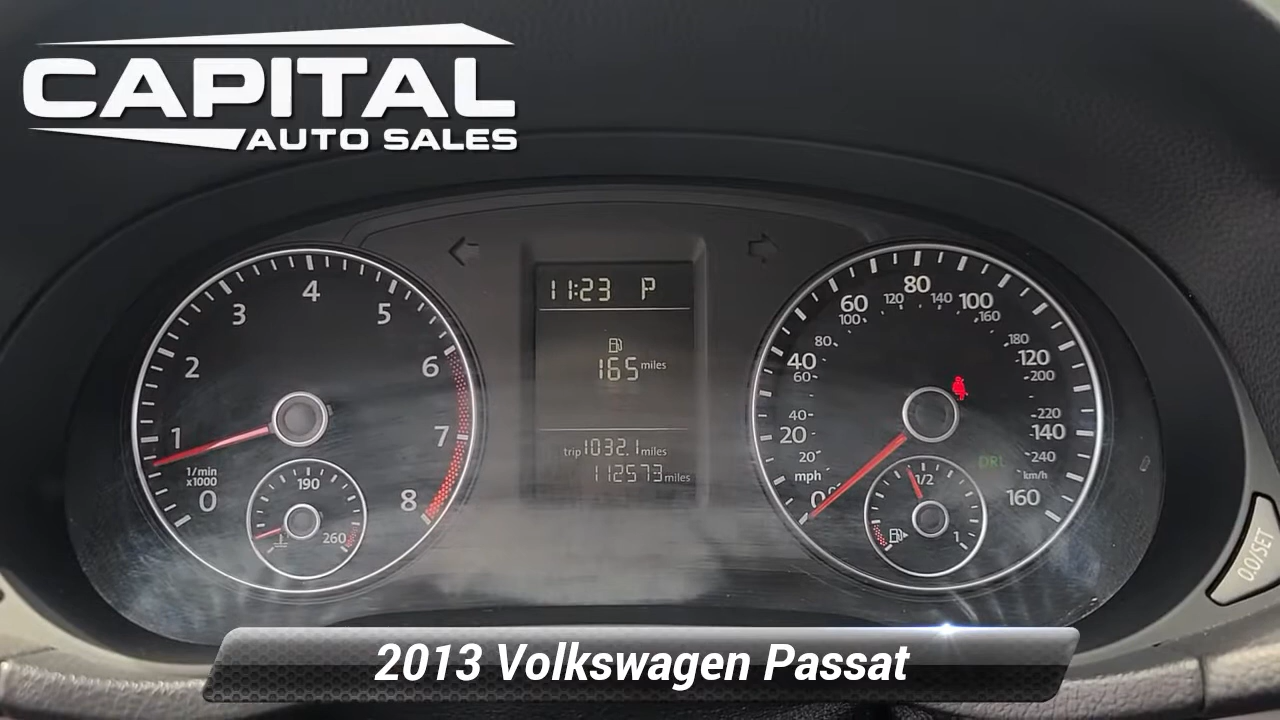 CAPITAL
AUTO SALES
11:23 P
165 miles
trip 1032.1 miles
112573 miles
0 1 2 3 4 5 6 7 8
1/min
x1000
190
260
0 20 40 60 80 100 120 140 160
mph
20 40 60 80 100 120 140 160 180 200 220 240
km/h
DRL
1/2
1
0.0/SET
2013 Volkswagen Passat